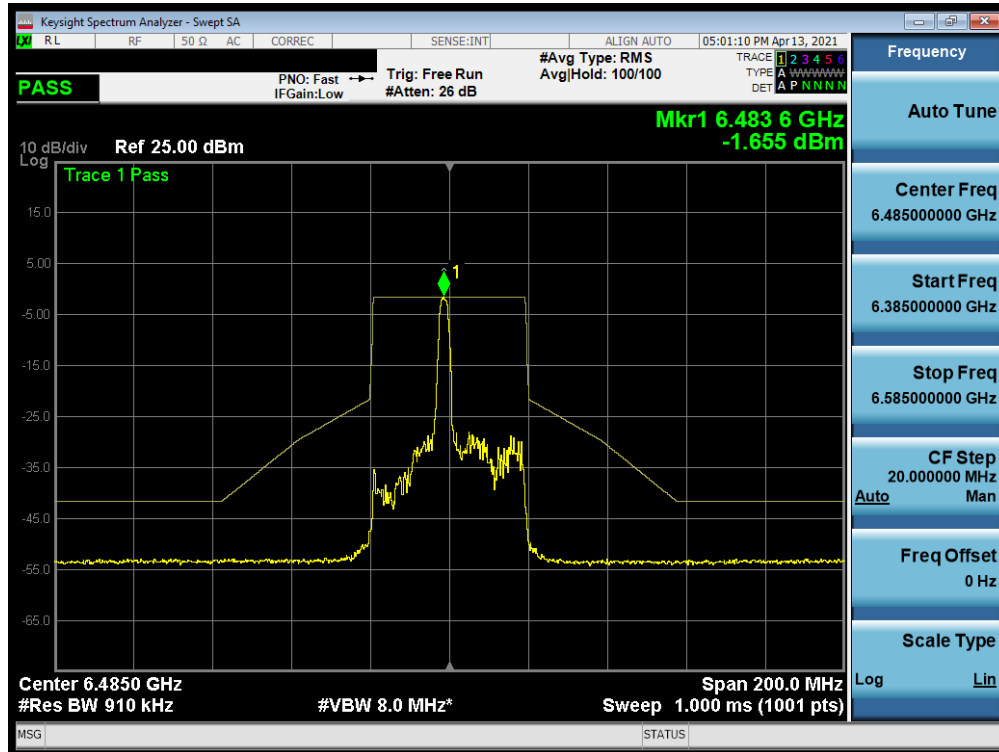 Keysight Spectrum Analyzer - Swept SA
LXI RL RF 50 Ω AC CORREC SENSE:INT ALIGN AUTO 05:01:10 PM Apr 13, 2021
PASS
PNO: Fast
IFGain:Low
Trig: Free Run
#Atten: 26 dB
#Avg Type: RMS
Avg|Hold: 100/100
TRACE 1 2 3 4 5 6
TYPE A WWWWW
DET A P N N N N
Mkr1 6.483 6 GHz
-1.655 dBm
10 dB/div Ref 25.00 dBm
Log
Trace 1 Pass
1
15.0
5.00
-5.00
-15.0
-25.0
-35.0
-45.0
-55.0
-65.0
Center 6.4850 GHz Span 200.0 MHz
#Res BW 910 kHz #VBW 8.0 MHz* Sweep 1.000 ms (1001 pts)
MSG STATUS
Frequency
Auto Tune
Center Freq
6.485000000 GHz
Start Freq
6.385000000 GHz
Stop Freq
6.585000000 GHz
CF Step
20.000000 MHz
Auto Man
Freq Offset
0 Hz
Scale Type
Log Lin